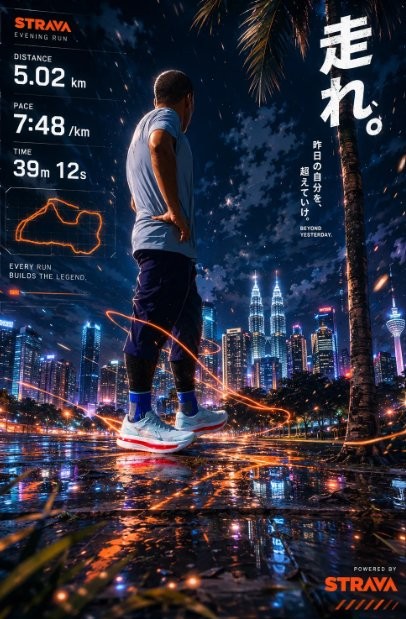 STRAVA
EVENING RUN
DISTANCE
5.02 km
PACE
7:48 /km
TIME
39m 12s
EVERY RUN
BUILDS THE LEGEND.
走れ。
昨日の自分を、
超えていけ。
BEYOND
YESTERDAY.
POWERED BY
STRAVA